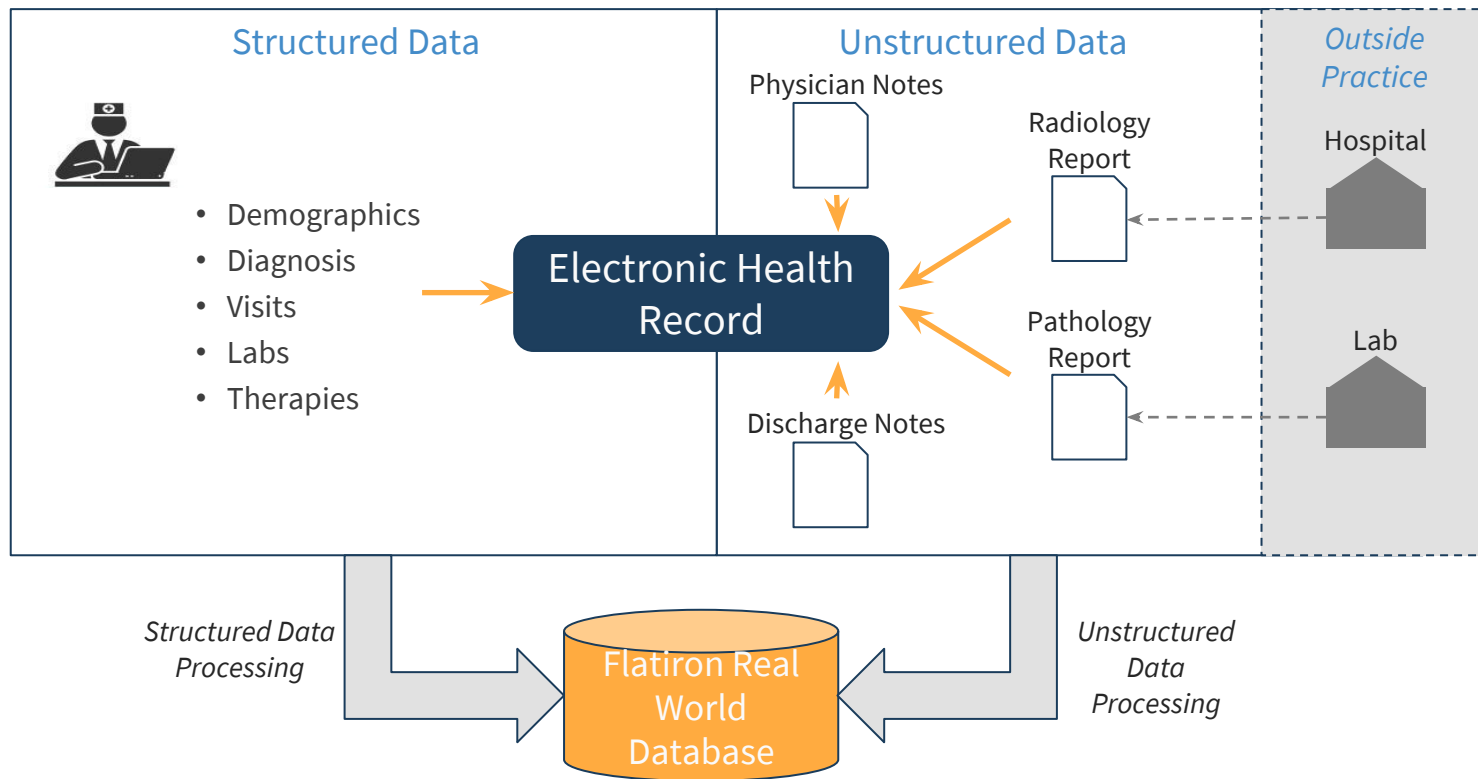 Structured Data
Demographics
Diagnosis
Visits
Labs
Therapies
Unstructured Data
Physician Notes
Radiology
Report
Electronic Health
Record
Pathology
Report
Discharge Notes
Outside
Practice
Hospital
Lab
Structured Data
Processing
Flatiron Real
World
Database
Unstructured
Data
Processing